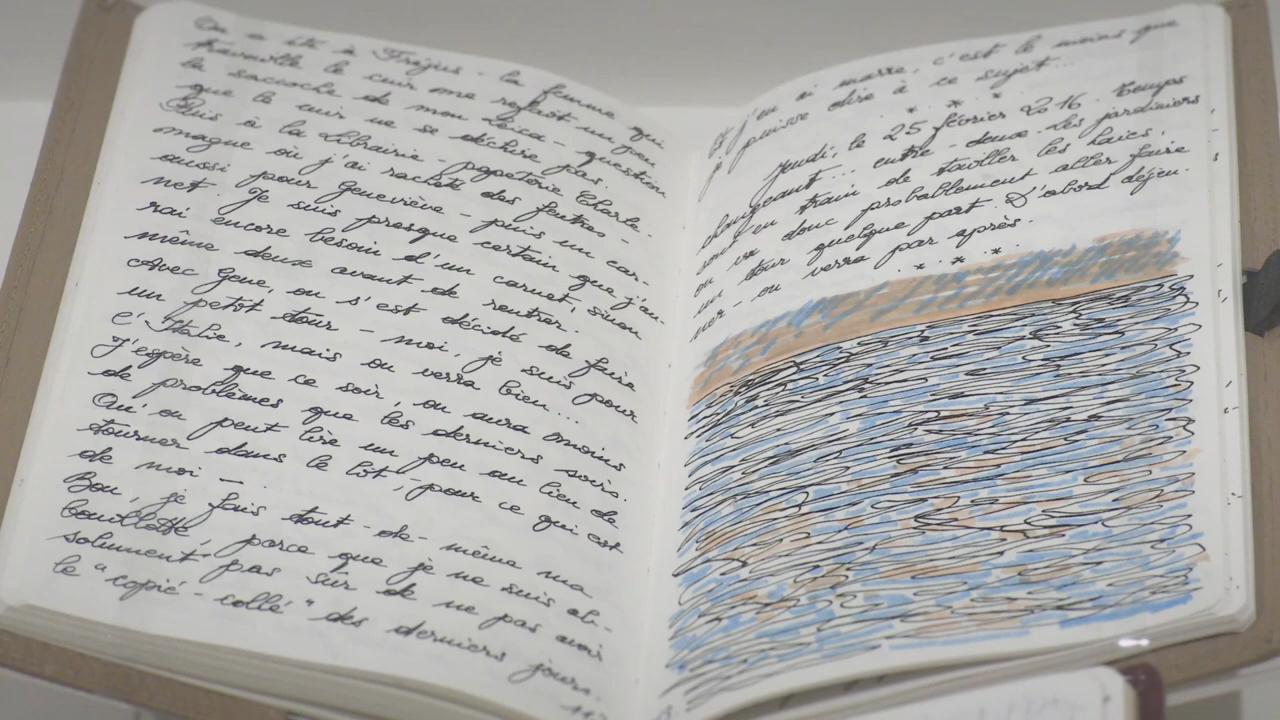 On a été à Fréjus - la femme qui
travaille le cuir me refait un peu
la sacoche de mon Leica - question
que le cuir ne se déchire pas.
Puis à la Librairie - papeterie Charle-
magne où j'ai racheté des feutres -
aussi pour Geneviève - puis un car-
net. Je suis presque certain que j'au-
rai encore besoin d'un carnet, sinon
même deux avant de rentrer.
Avec Gene, on s'est décidé de faire
un petit tour - moi, je suis pour
l'Italie, mais on verra bien...
J'espère que ce soir, on aura moins
de problèmes que les derniers soirs.
Qu'on peut lire un peu au lieu de
tourner dans le lit, - pour ce qui est
de moi -.
Bon, je fais tout-de-même ma
bouillotte, parce que je ne suis ab-
solument pas sûr de ne pas avoir
le "copié-collé" des derniers jours.
117
Et j'en ai marre, c'est le moins que
je puisse dire à ce sujet...
* * *
Jeudi, le 25 février 2016. Temps
changeant... entre-deux - les jardiniers
sont en train de tailler les haies,
on va donc probablement aller faire
un tour quelque part. D'abord déjeu-
ner - on verra par après.
* * *